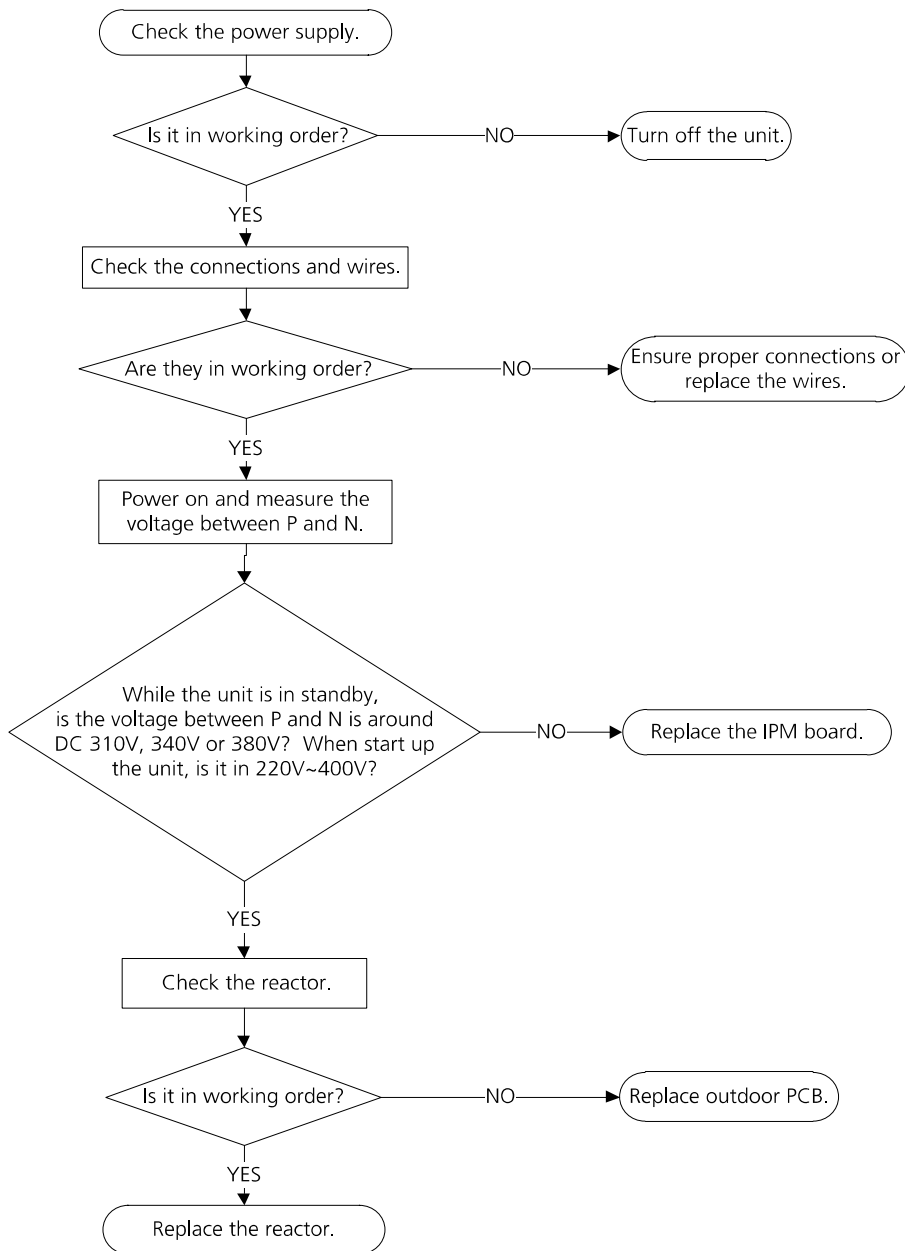 Check the power supply.
Is it in working order?
NO
Turn off the unit.
YES
Check the connections and wires.
Are they in working order?
NO
Ensure proper connections or
replace the wires.
YES
Power on and measure the
voltage between P and N.
While the unit is in standby,
is the voltage between P and N is around
DC 310V, 340V or 380V? When start up
the unit, is it in 220V~400V?
NO
Replace the IPM board.
YES
Check the reactor.
Is it in working order?
NO
Replace outdoor PCB.
YES
Replace the reactor.